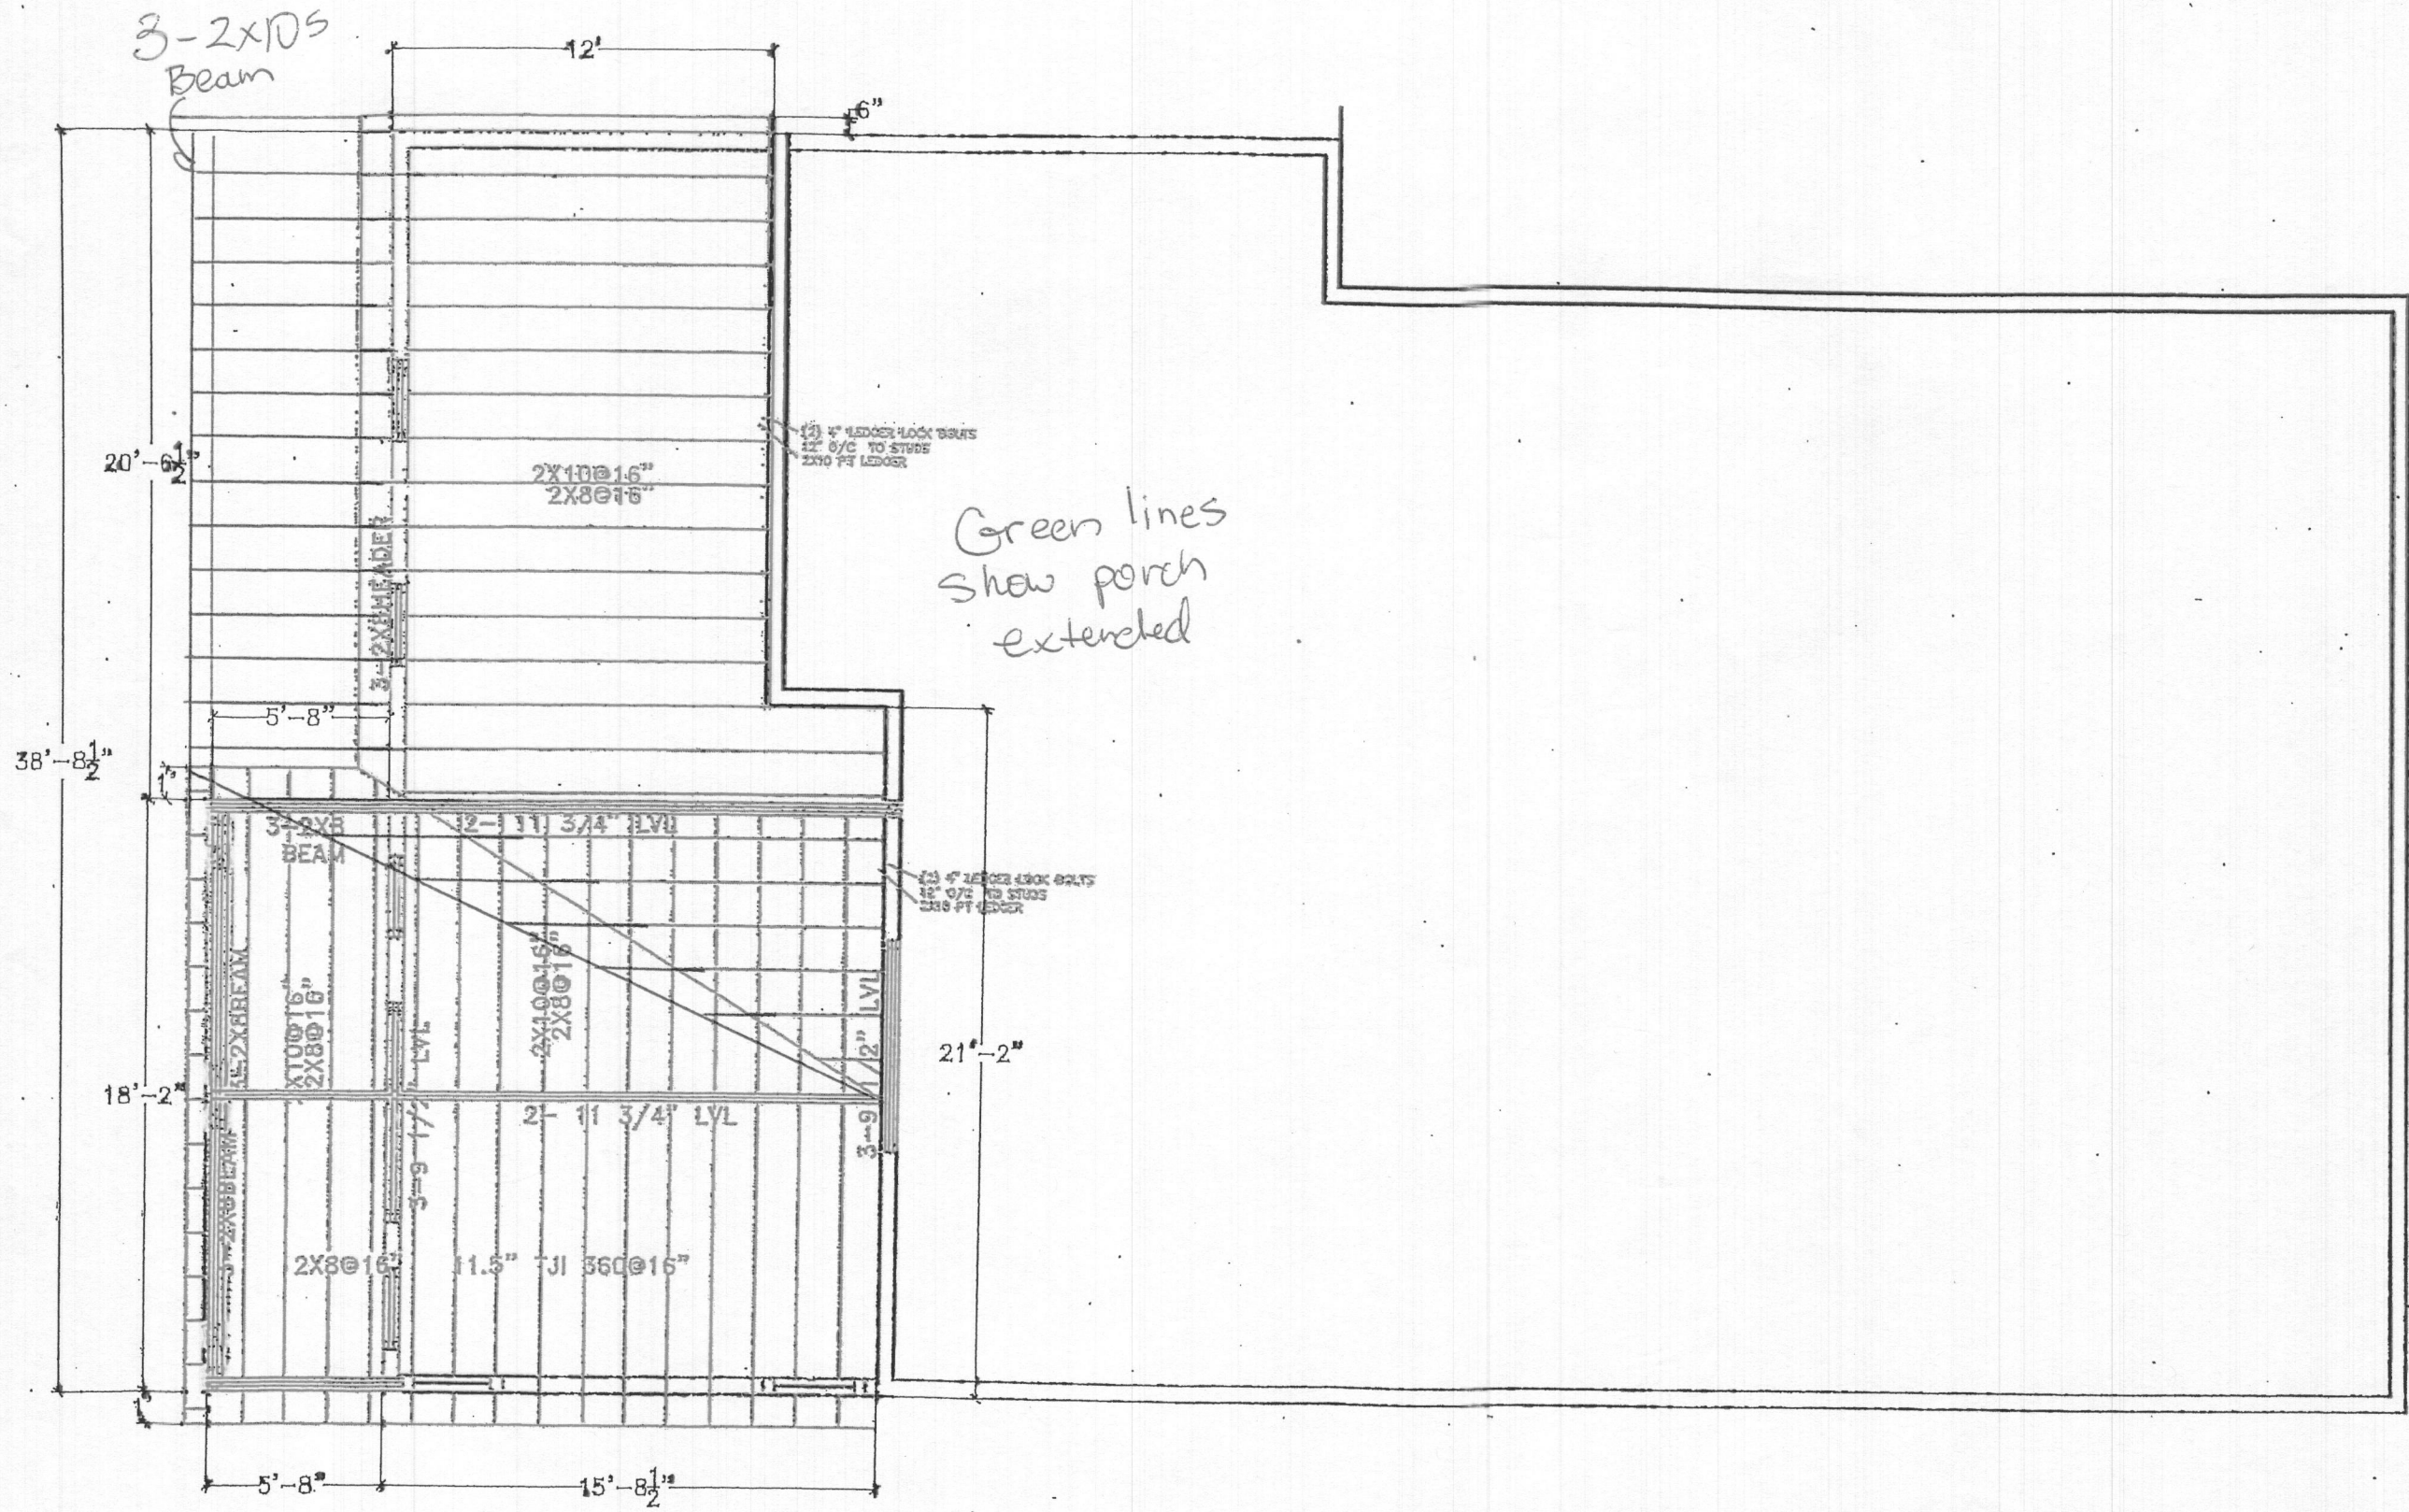 3-2x10s
Beam
12'
6"
20'-6 1/2"
(2) 4" LEDGER LOCK BOLTS
12" O/C TO STUDS
2X10 PT LEDGER
2X10@16"
2X8@16"
Green lines
show porch
extended
3-2X8HEADER
5'-8"
38'-8 1/2"
1'
3-2X8
BEAM
2- 11 3/4" LVL
(2) 4" LEDGER LOCK BOLTS
12" O/C TO STUDS
2X10 PT LEDGER
3-2X8BEAM
2X10@16"
2X8@16"
2X10@16"
2X8@16"
3-9 1/2" LVL
3-9 1/2" LVL
21'-2"
18'-2"
2- 11 3/4" LVL
3-2X8BEAM
2X8@16"
11.5" TJI 360@16"
1'
5'-8"
15'-8 1/2"